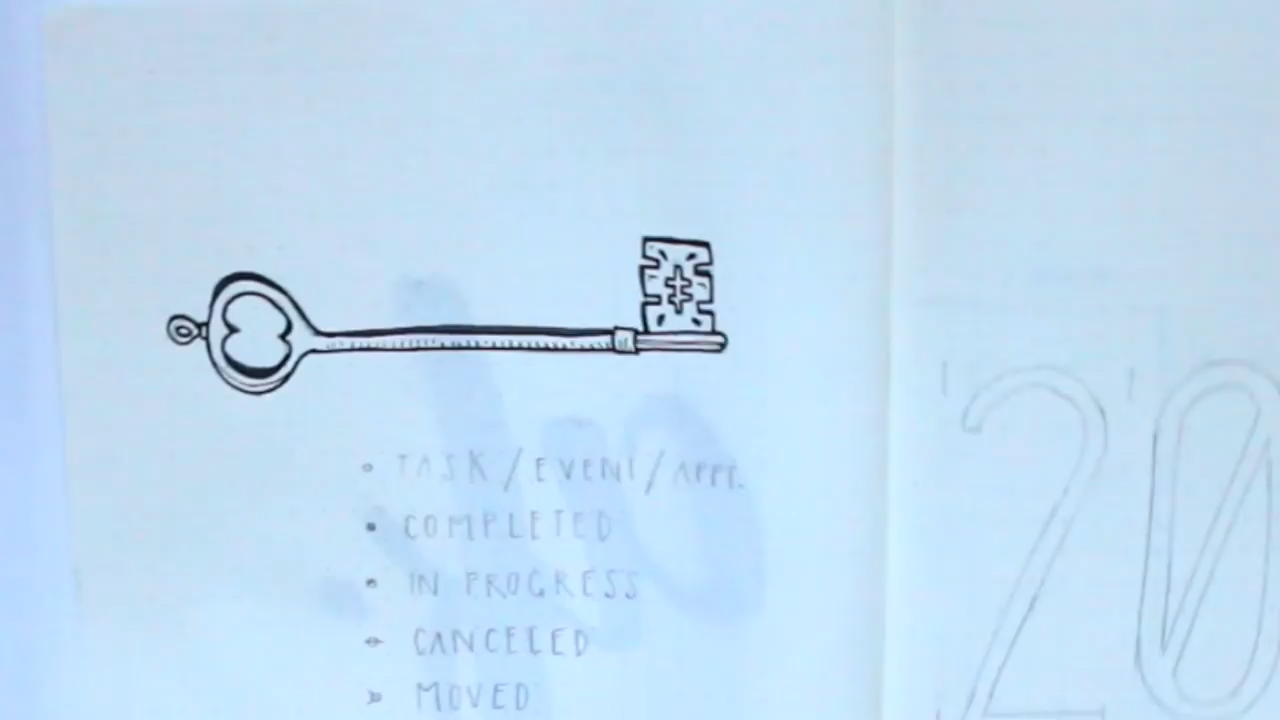 TASK/EVENT/APPT.
COMPLETED
IN PROGRESS
CANCELED
MOVED
20